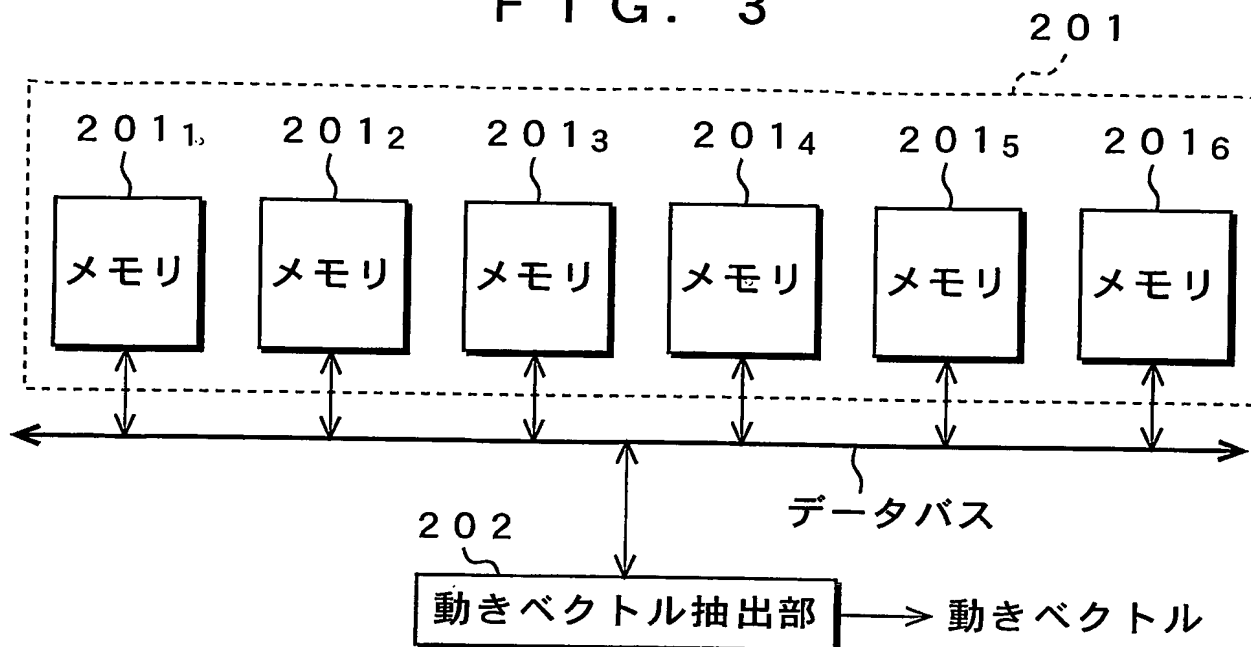 FIG. 3
201
201₁ 201₂ 201₃ 201₄ 201₅ 201₆
メモリ メモリ メモリ メモリ メモリ メモリ
データバス
202
動きベクトル抽出部 動きベクトル